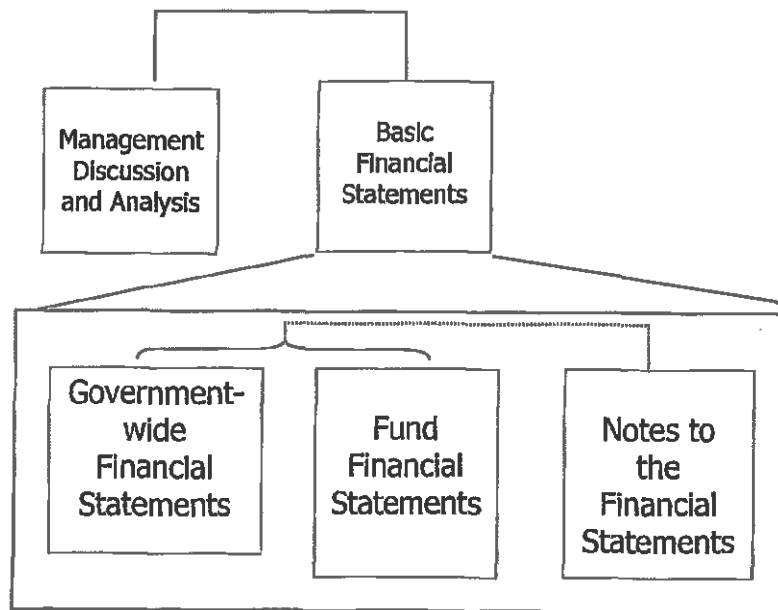 Management
Discussion
and Analysis
Basic
Financial
Statements
Government-
wide
Financial
Statements
Fund
Financial
Statements
Notes to
the
Financial
Statements